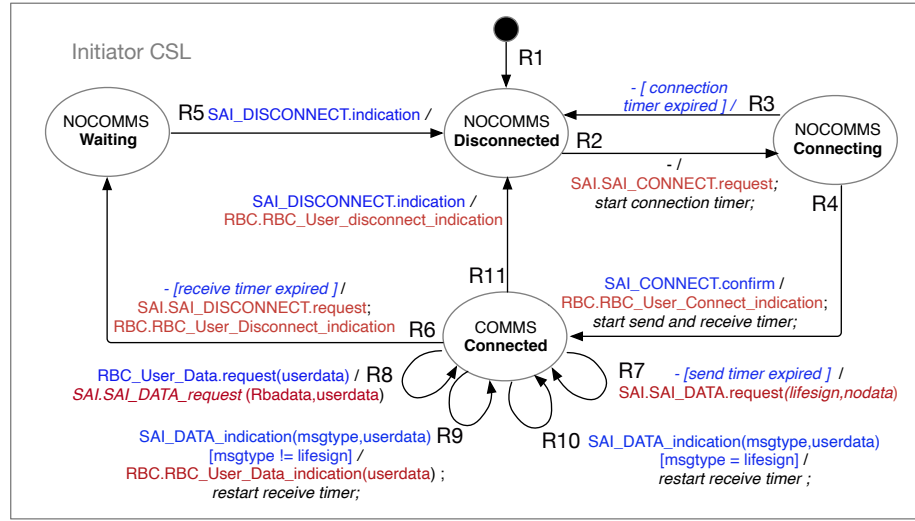 Initiator CSL
R1
NOCOMMS
Waiting
R5 SAI_DISCONNECT.indication /
NOCOMMS
Disconnected
- [ connection
timer expired ] /
R3
NOCOMMS
Connecting
R2
- /
SAI.SAI_CONNECT.request;
start connection timer;
R4
SAI_DISCONNECT.indication /
RBC.RBC_User_disconnect_indication
R11
- [receive timer expired ] /
SAI.SAI_DISCONNECT.request;
RBC.RBC_User_Disconnect_indication
R6
SAI_CONNECT.confirm /
RBC.RBC_User_Connect_indication;
start send and receive timer;
COMMS
Connected
RBC_User_Data.request(userdata) / R8
SAI.SAI_DATA_request (Rbadata,userdata)
R7
- [send timer expired ] /
SAI.SAI_DATA.request(lifesign,nodata)
R9
SAI_DATA_indication(msgtype,userdata)
[msgtype != lifesign] /
RBC.RBC_User_Data_indication(userdata) ;
restart receive timer;
R10
SAI_DATA_indication(msgtype,userdata)
[msgtype = lifesign] /
restart receive timer ;